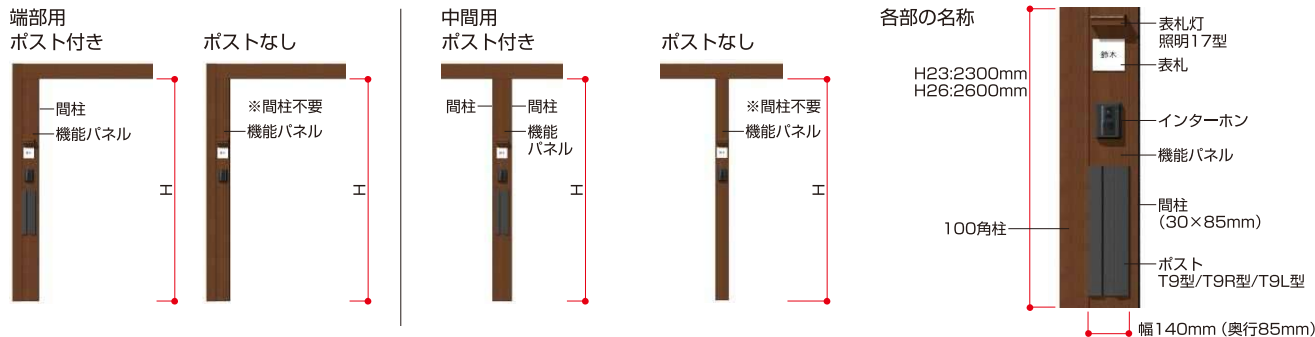 端部用
ポスト付き
間柱
機能パネル
H
ポストなし
※間柱不要
機能パネル
H
中間用
ポスト付き
間柱
間柱
機能
パネル
H
ポストなし
※間柱不要
機能パネル
H
各部の名称
H23:2300mm
H26:2600mm
100角柱
鈴木
表札灯
照明17型
表札
インターホン
機能パネル
間柱
（30×85mm）
ポスト
T9型/T9R型/T9L型
幅140mm（奥行85mm）